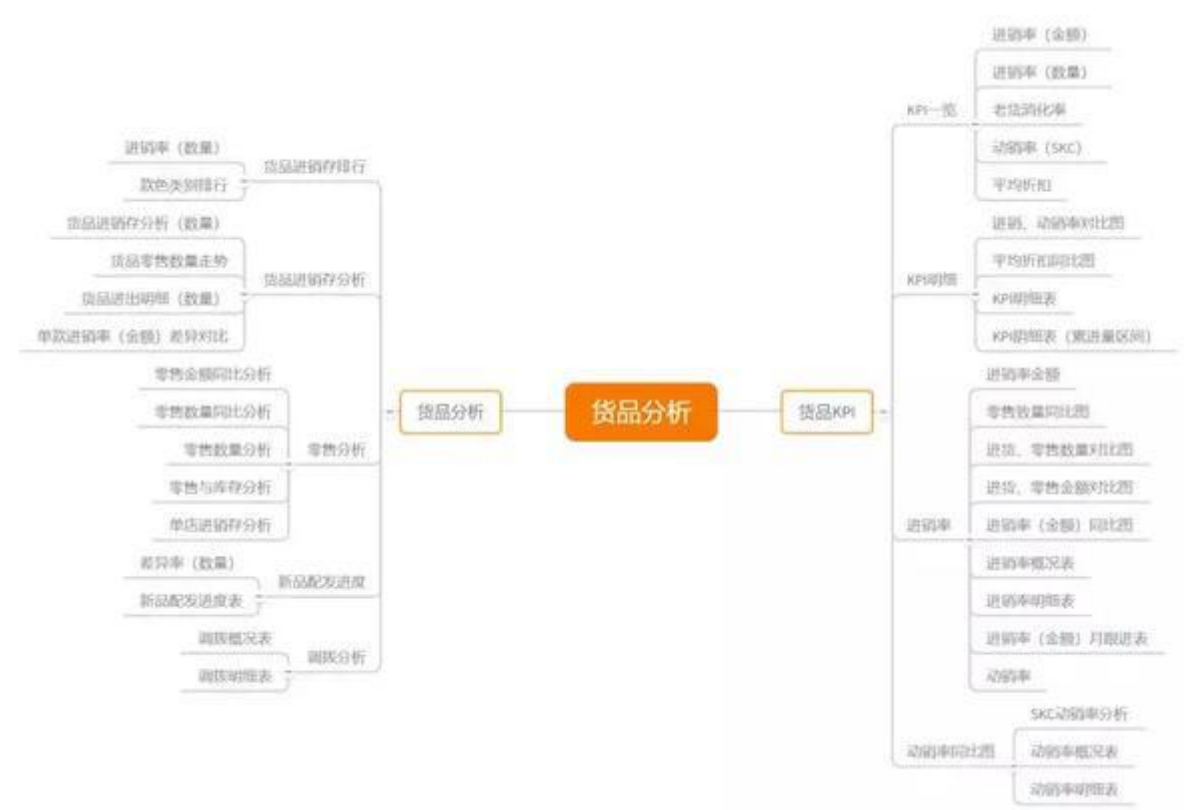 货品分析
货品分析
货品进销存排行
进销率（数量）
款色类别排行
货品进销存分析
货品进销存分析（数量）
货品零售数量走势
货品进出明细（数量）
单款进销率（金额）差异对比
零售分析
零售金额同比分析
零售数量同比分析
零售数量分析
零售与库存分析
单店进销存分析
新品配发进度
差异率（数量）
新品配发进度表
调拨分析
调拨概况表
调拨明细表
货品KPI
KPI一览
进销率（金额）
进销率（数量）
老货消化率
动销率（SKC）
平均折扣
KPI明细
进销、动销率对比图
平均折扣同比图
KPI明细表
KPI明细表（累进量区间）
进销率
进销率金额
零售数量同比图
进货、零售数量对比图
进货、零售金额对比图
进销率（金额）同比图
进销率概况表
进销率明细表
进销率（金额）月跟进表
动销率
动销率同比图
SKC动销率分析
动销率概况表
动销率明细表